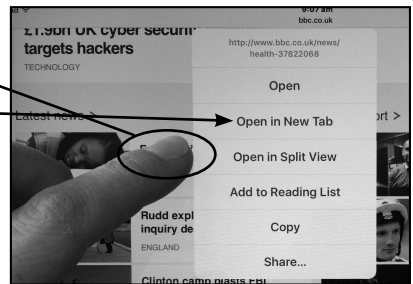 9:07 am
bbc.co.uk
£1.9bn UK cyber securit
targets hackers
TECHNOLOGY
http://www.bbc.co.uk/news/
health-37822068
Open
Latest news >
Open in New Tab
ort >
Open in Split View
Add to Reading List
Rudd expl
inquiry de
ENGLAND
Copy
Share...
Clinton camp blasts FBI